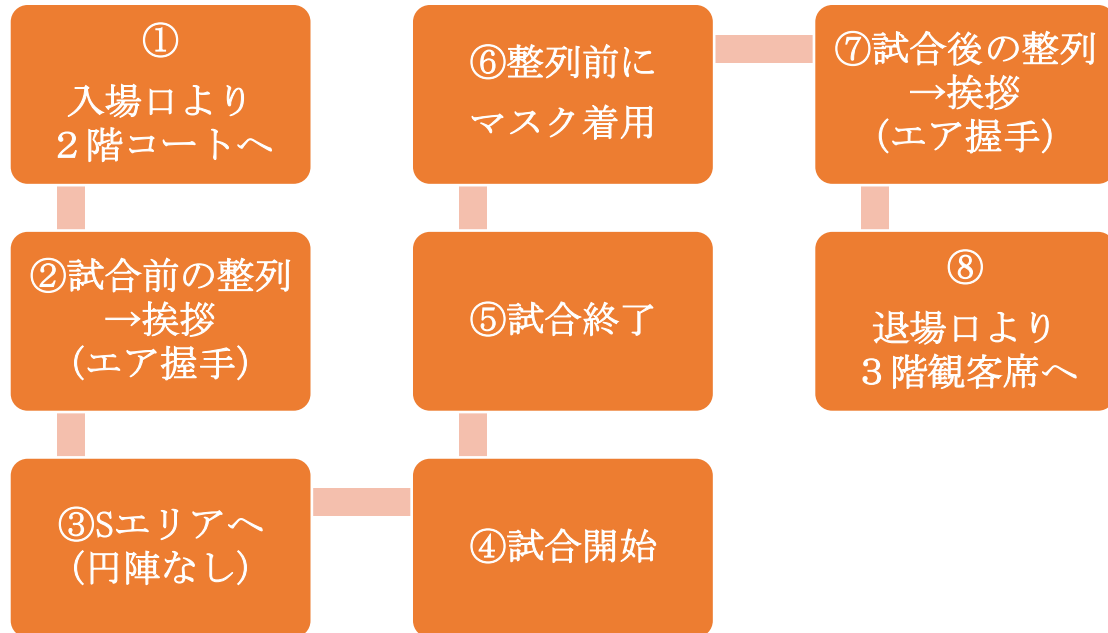 ①
入場口より
２階コートへ
②試合前の整列
→挨拶
(エア握手)
③Sエリアへ
(円陣なし)
④試合開始
⑤試合終了
⑥整列前に
マスク着用
⑦試合後の整列
→挨拶
(エア握手)
⑧
退場口より
３階観客席へ